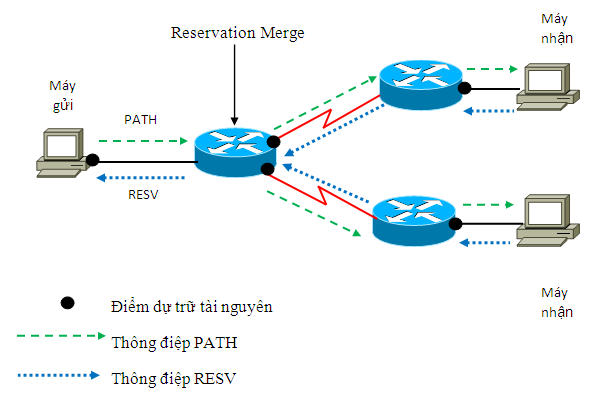 Reservation Merge
Máy
nhận
Máy
gửi
PATH
RESV
Máy
nhận
Điểm dự trữ tài nguyên
Thông điệp PATH
Thông điệp RESV